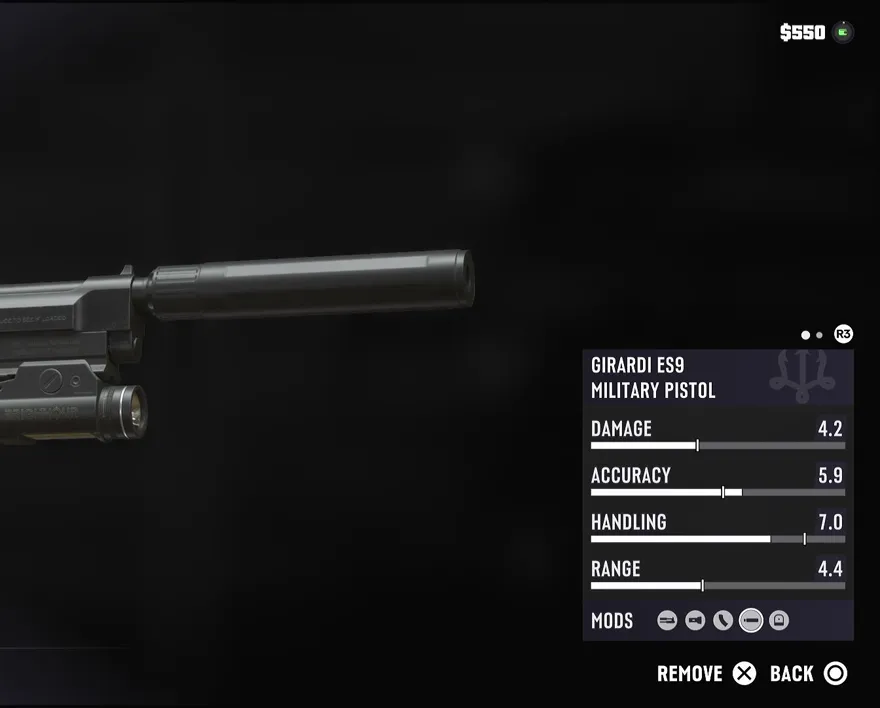 $550
R3
GIRARDI ES9
MILITARY PISTOL
DAMAGE 4.2
ACCURACY 5.9
HANDLING 7.0
RANGE 4.4
MODS
REMOVE BACK